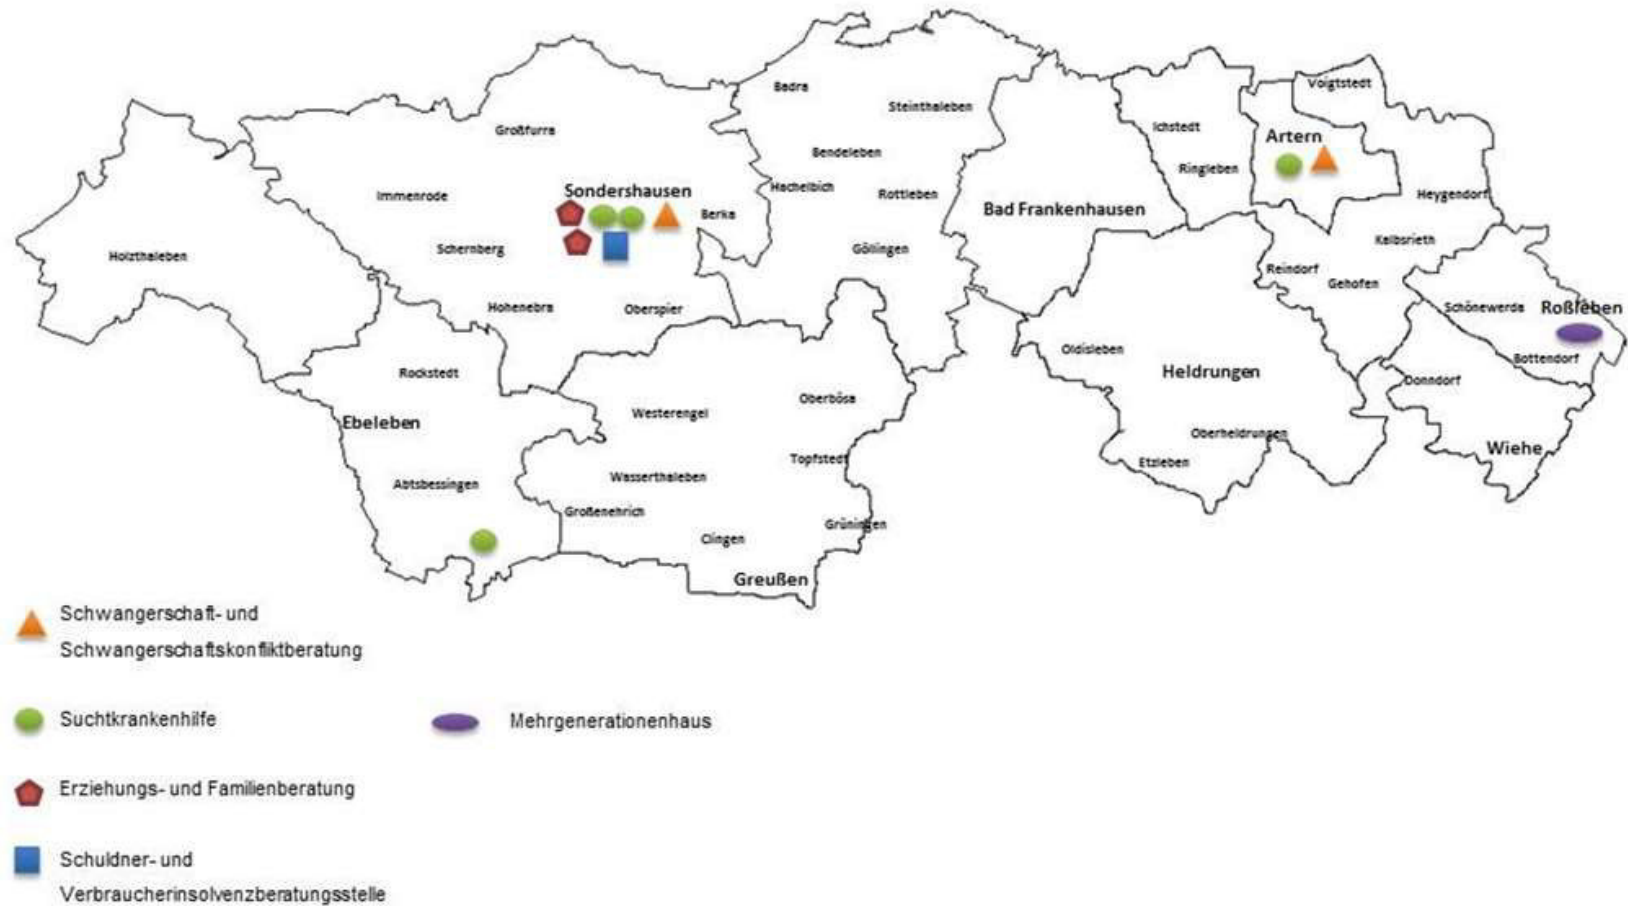 Badra
Voigtstedt
Steinthaleben
Großfurra
Ichstedt
Artern
Bendeleben
Ringleben
Sondershausen
Hachelbich
Rottleben
Immenrode
Heygendorf
Bad Frankenhausen
Berka
Kalbsrieth
Schernberg
Göllingen
Holzthaleben
Reindorf
Gehofen
Hohenebra
Oberspier
Schönewerda
Roßleben
Oldisleben
Bottendorf
Rockstedt
Heldrungen
Donndorf
Oberbösa
Westerengel
Ebeleben
Oberheldrungen
Wiehe
Topfstedt
Etzleben
Wasserthaleben
Abtsbessingen
Großenehrich
Grüningen
Clingen
Greußen
Schwangerschaft- und
Schwangerschaftskonfliktberatung
Suchtkrankenhilfe
Mehrgenerationenhaus
Erziehungs- und Familienberatung
Schuldner- und
Verbraucherinsolvenzberatungsstelle